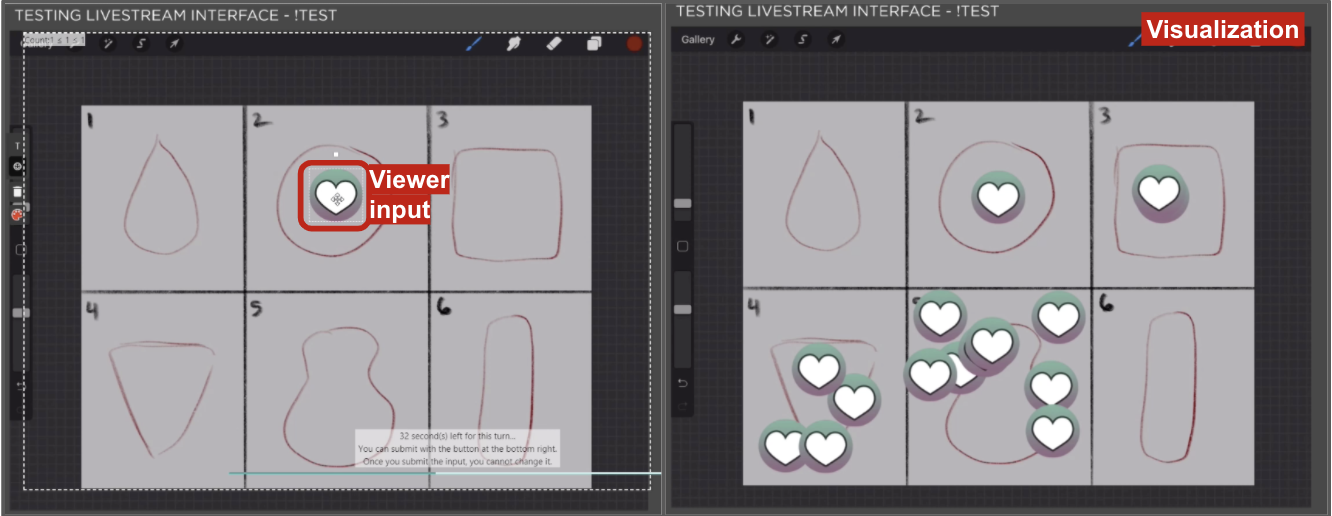 TESTING LIVESTREAM INTERFACE - !TEST
Count:1 ≤ 1 ≤ 1
1
2
3
T
Viewer
input
4
5
6
32 second(s) left for this turn...
You can submit with the button at the bottom right.
Once you submit the input, you cannot change it.
TESTING LIVESTREAM INTERFACE - !TEST
Visualization
Gallery
1
2
3
4
6